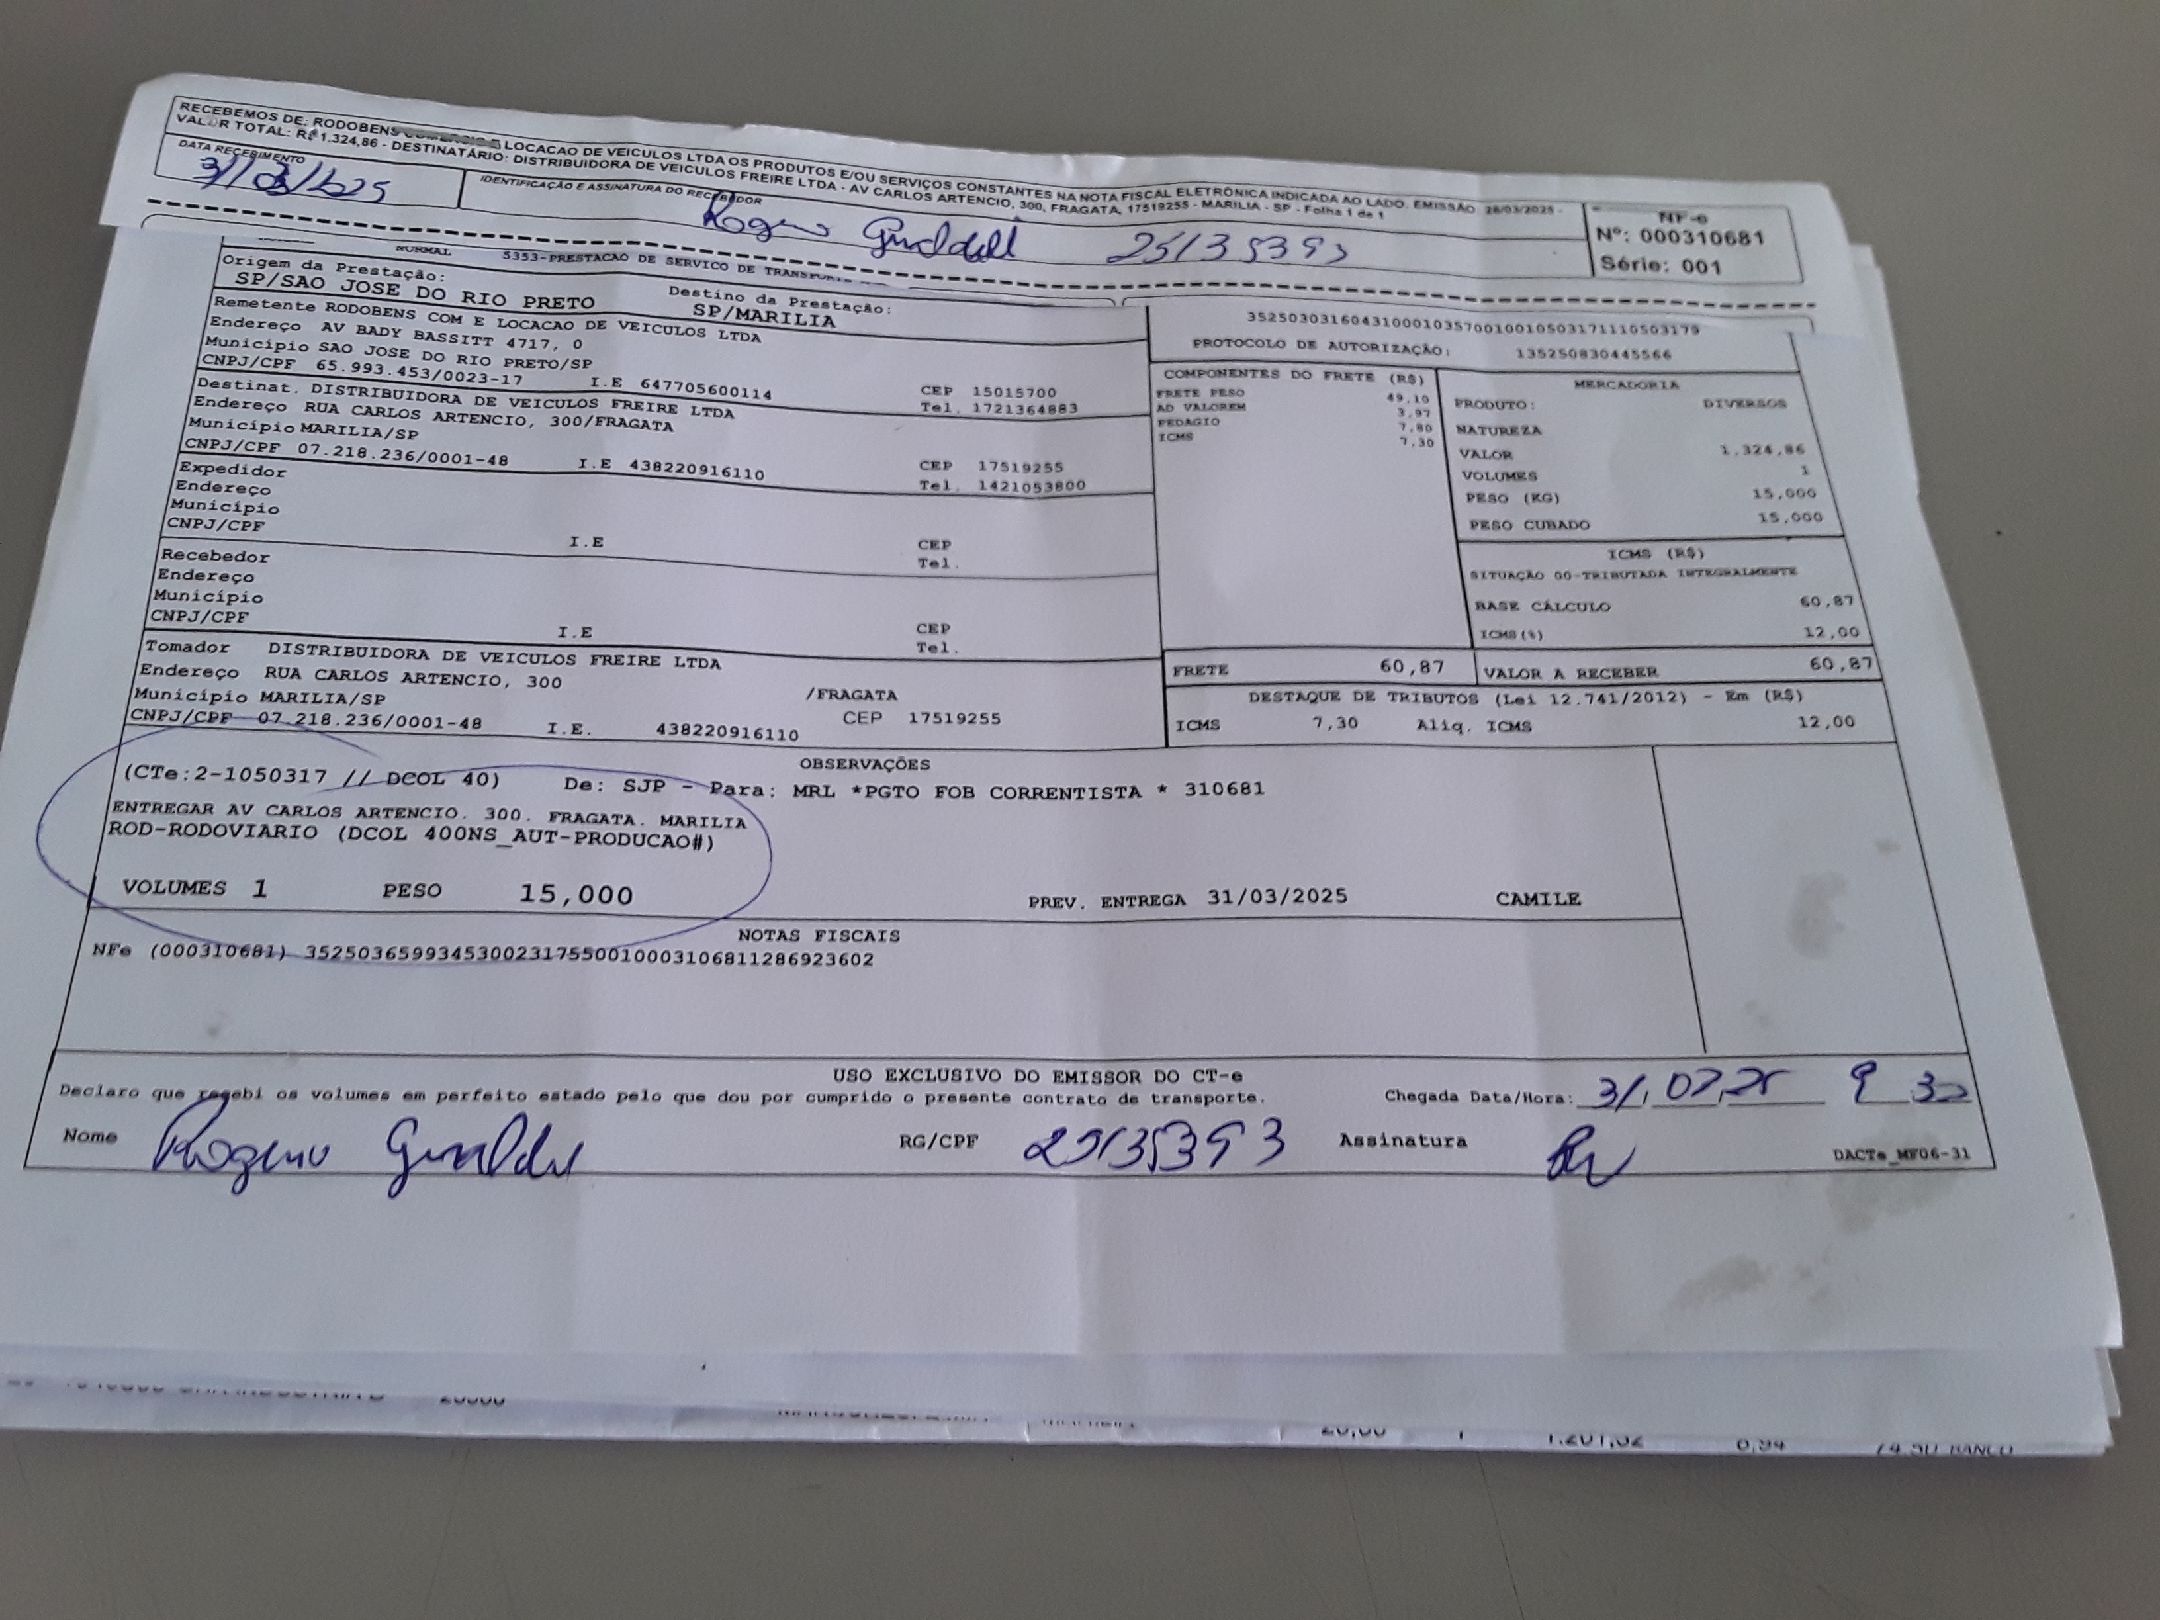 RECEBEMOS DE: RODOBENS COMERCIO E LOCACAO DE VEICULOS LTDA OS PRODUTOS E/OU SERVIÇOS CONSTANTES NA NOTA FISCAL ELETRÔNICA INDICADA AO LADO. EMISSÃO 28/03/2025 -
VALOR TOTAL: R$ 1.324,86 - DESTINATÁRIO: DISTRIBUIDORA DE VEICULOS FREIRE LTDA - AV CARLOS ARTENCIO, 300, FRAGATA, 17519255 - MARILIA - SP - Folha 1 de 1
DATA RECEBIMENTO
IDENTIFICAÇÃO E ASSINATURA DO RECEBEDOR
25135393
NF-e
Nº: 000310681
Série: 001
NORMAL 5353-PRESTACAO DE SERVICO DE
Origem da Prestação:
SP/SAO JOSE DO RIO PRETO
Destino da Prestação:
SP/MARILIA
Remetente RODOBENS COM E LOCACAO DE VEICULOS LTDA
Endereço AV BADY BASSITT 4717, 0
Município SAO JOSE DO RIO PRETO/SP CEP 15015700
CNPJ/CPF 65.993.453/0023-17 I.E 647705600114 Tel. 1721364883
Destinat. DISTRIBUIDORA DE VEICULOS FREIRE LTDA
Endereço RUA CARLOS ARTENCIO, 300/FRAGATA
Município MARILIA/SP CEP 17519255
CNPJ/CPF 07.218.236/0001-48 I.E 438220916110 Tel. 1421053800
Expedidor
Endereço
Município CEP
CNPJ/CPF I.E Tel.
Recebedor
Endereço
Município CEP
CNPJ/CPF I.E Tel.
Tomador DISTRIBUIDORA DE VEICULOS FREIRE LTDA
Endereço RUA CARLOS ARTENCIO, 300 /FRAGATA
Município MARILIA/SP CEP 17519255
CNPJ/CPF 07.218.236/0001-48 I.E. 438220916110
35250303160431000103570010010503171110503179
PROTOCOLO DE AUTORIZAÇÃO: 135250830445566
COMPONENTES DO FRETE (R$)
FRETE PESO 49,10
AD VALOREM 3,97
PEDAGIO 7,80
ICMS 7,30
MERCADORIA
PRODUTO: DIVERSOS
NATUREZA
VALOR 1.324,86
VOLUMES 1
PESO (KG) 15,000
PESO CUBADO 15,000
ICMS (R$)
SITUAÇÃO 00-TRIBUTADA INTEGRALMENTE
BASE CÁLCULO 60,87
ICMS(%) 12,00
FRETE 60,87 VALOR A RECEBER 60,87
DESTAQUE DE TRIBUTOS (Lei 12.741/2012) - Em (R$)
ICMS 7,30 Aliq. ICMS 12,00
OBSERVAÇÕES
(CTe:2-1050317 // DCOL 40) De: SJP - Para: MRL *PGTO FOB CORRENTISTA * 310681
ENTREGAR AV CARLOS ARTENCIO. 300. FRAGATA. MARILIA
ROD-RODOVIARIO (DCOL 400NS_AUT-PRODUCAO#)
VOLUMES 1 PESO 15,000 PREV. ENTREGA 31/03/2025 CAMILE
NOTAS FISCAIS
NFe (000310681) 35250365993453002317550010003106811286923602
USO EXCLUSIVO DO EMISSOR DO CT-e
Declaro que recebi os volumes em perfeito estado pelo que dou por cumprido o presente contrato de transporte. Chegada Data/Hora:
Nome RG/CPF 25135393 Assinatura
DACTe_MF06-31